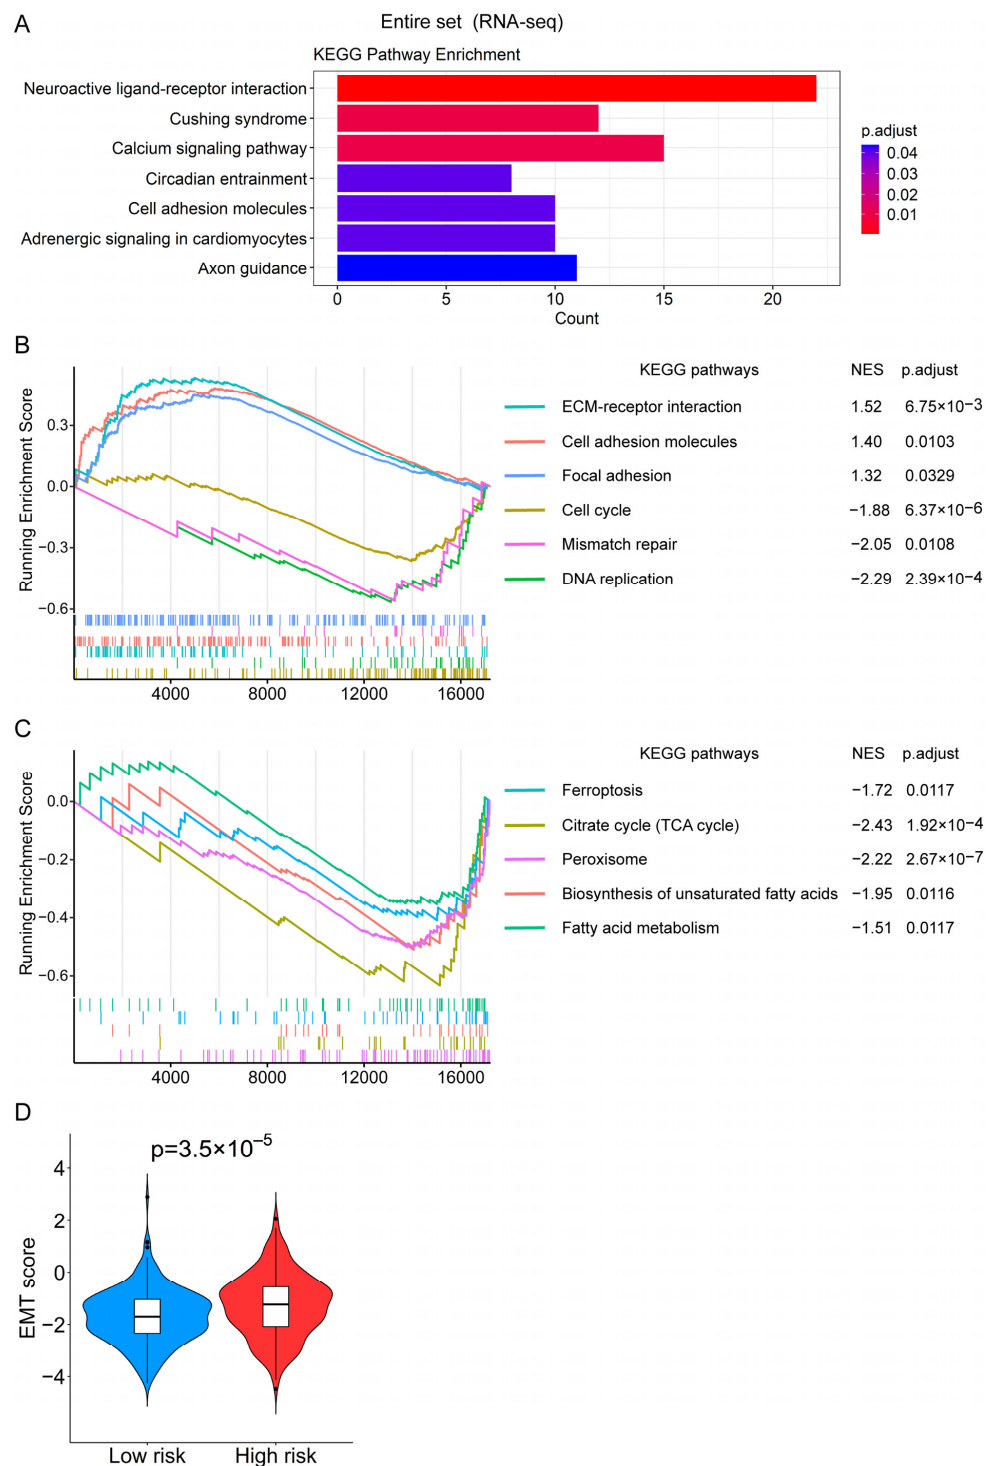 A
Entire set (RNA-seq)
KEGG Pathway Enrichment
Neuroactive ligand-receptor interaction
Cushing syndrome
Calcium signaling pathway
Circadian entrainment
Cell adhesion molecules
Adrenergic signaling in cardiomyocytes
Axon guidance
0 5 10 15 20
Count
p.adjust
0.04
0.03
0.02
0.01
B
Running Enrichment Score
0.3
0.0
−0.3
−0.6
4000 8000 12000 16000
KEGG pathways NES p.adjust
ECM-receptor interaction 1.52 6.75×10⁻³
Cell adhesion molecules 1.40 0.0103
Focal adhesion 1.32 0.0329
Cell cycle −1.88 6.37×10⁻⁶
Mismatch repair −2.05 0.0108
DNA replication −2.29 2.39×10⁻⁴
C
Running Enrichment Score
0.0
−0.2
−0.4
−0.6
4000 8000 12000 16000
KEGG pathways NES p.adjust
Ferroptosis −1.72 0.0117
Citrate cycle (TCA cycle) −2.43 1.92×10⁻⁴
Peroxisome −2.22 2.67×10⁻⁷
Biosynthesis of unsaturated fatty acids −1.95 0.0116
Fatty acid metabolism −1.51 0.0117
D
p=3.5×10⁻⁵
EMT score
4
2
0
−2
−4
Low risk High risk